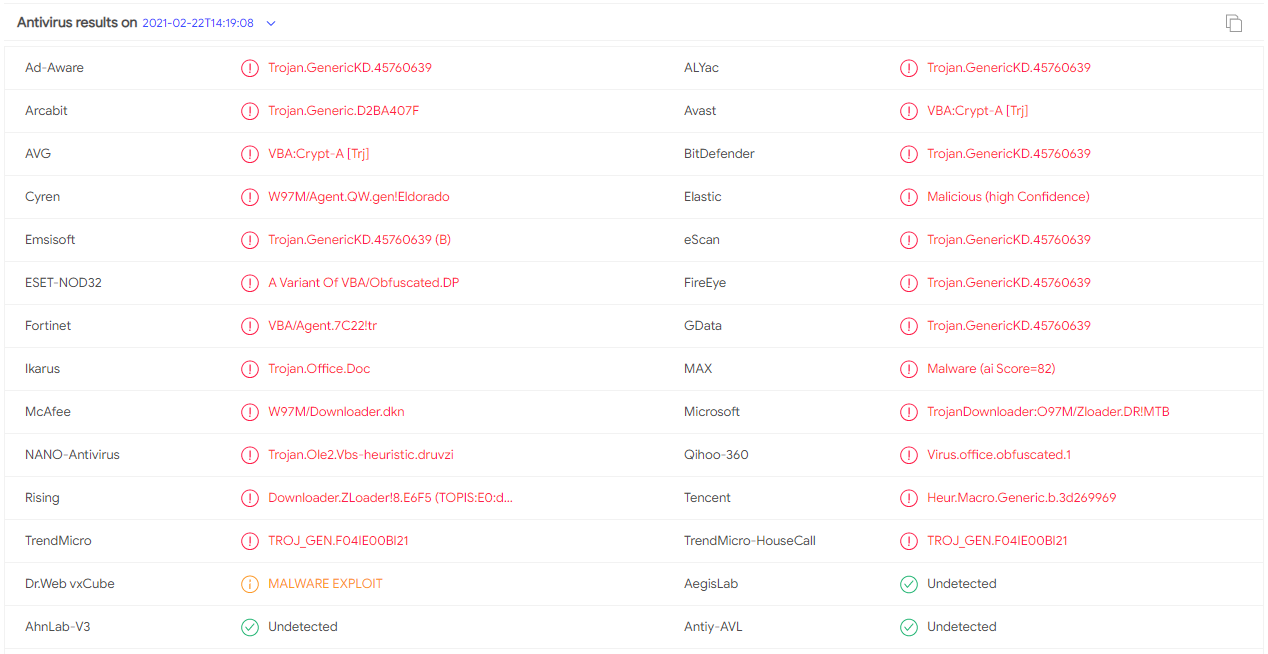 Antivirus results on 2021-02-22T14:19:08
Ad-Aware Trojan.GenericKD.45760639 ALYac Trojan.GenericKD.45760639
Arcabit Trojan.Generic.D2BA407F Avast VBA:Crypt-A [Trj]
AVG VBA:Crypt-A [Trj] BitDefender Trojan.GenericKD.45760639
Cyren W97M/Agent.QW.gen!Eldorado Elastic Malicious (high Confidence)
Emsisoft Trojan.GenericKD.45760639 (B) eScan Trojan.GenericKD.45760639
ESET-NOD32 A Variant Of VBA/Obfuscated.DP FireEye Trojan.GenericKD.45760639
Fortinet VBA/Agent.7C22!tr GData Trojan.GenericKD.45760639
Ikarus Trojan.Office.Doc MAX Malware (ai Score=82)
McAfee W97M/Downloader.dkn Microsoft TrojanDownloader:O97M/Zloader.DR!MTB
NANO-Antivirus Trojan.Ole2.Vbs-heuristic.druvzi Qihoo-360 Virus.office.obfuscated.1
Rising Downloader.ZLoader!8.E6F5 (TOPIS:E0:d... Tencent Heur.Macro.Generic.b.3d269969
TrendMicro TROJ_GEN.F04IE00BI21 TrendMicro-HouseCall TROJ_GEN.F04IE00BI21
Dr.Web vxCube MALWARE EXPLOIT AegisLab Undetected
AhnLab-V3 Undetected Antiy-AVL Undetected